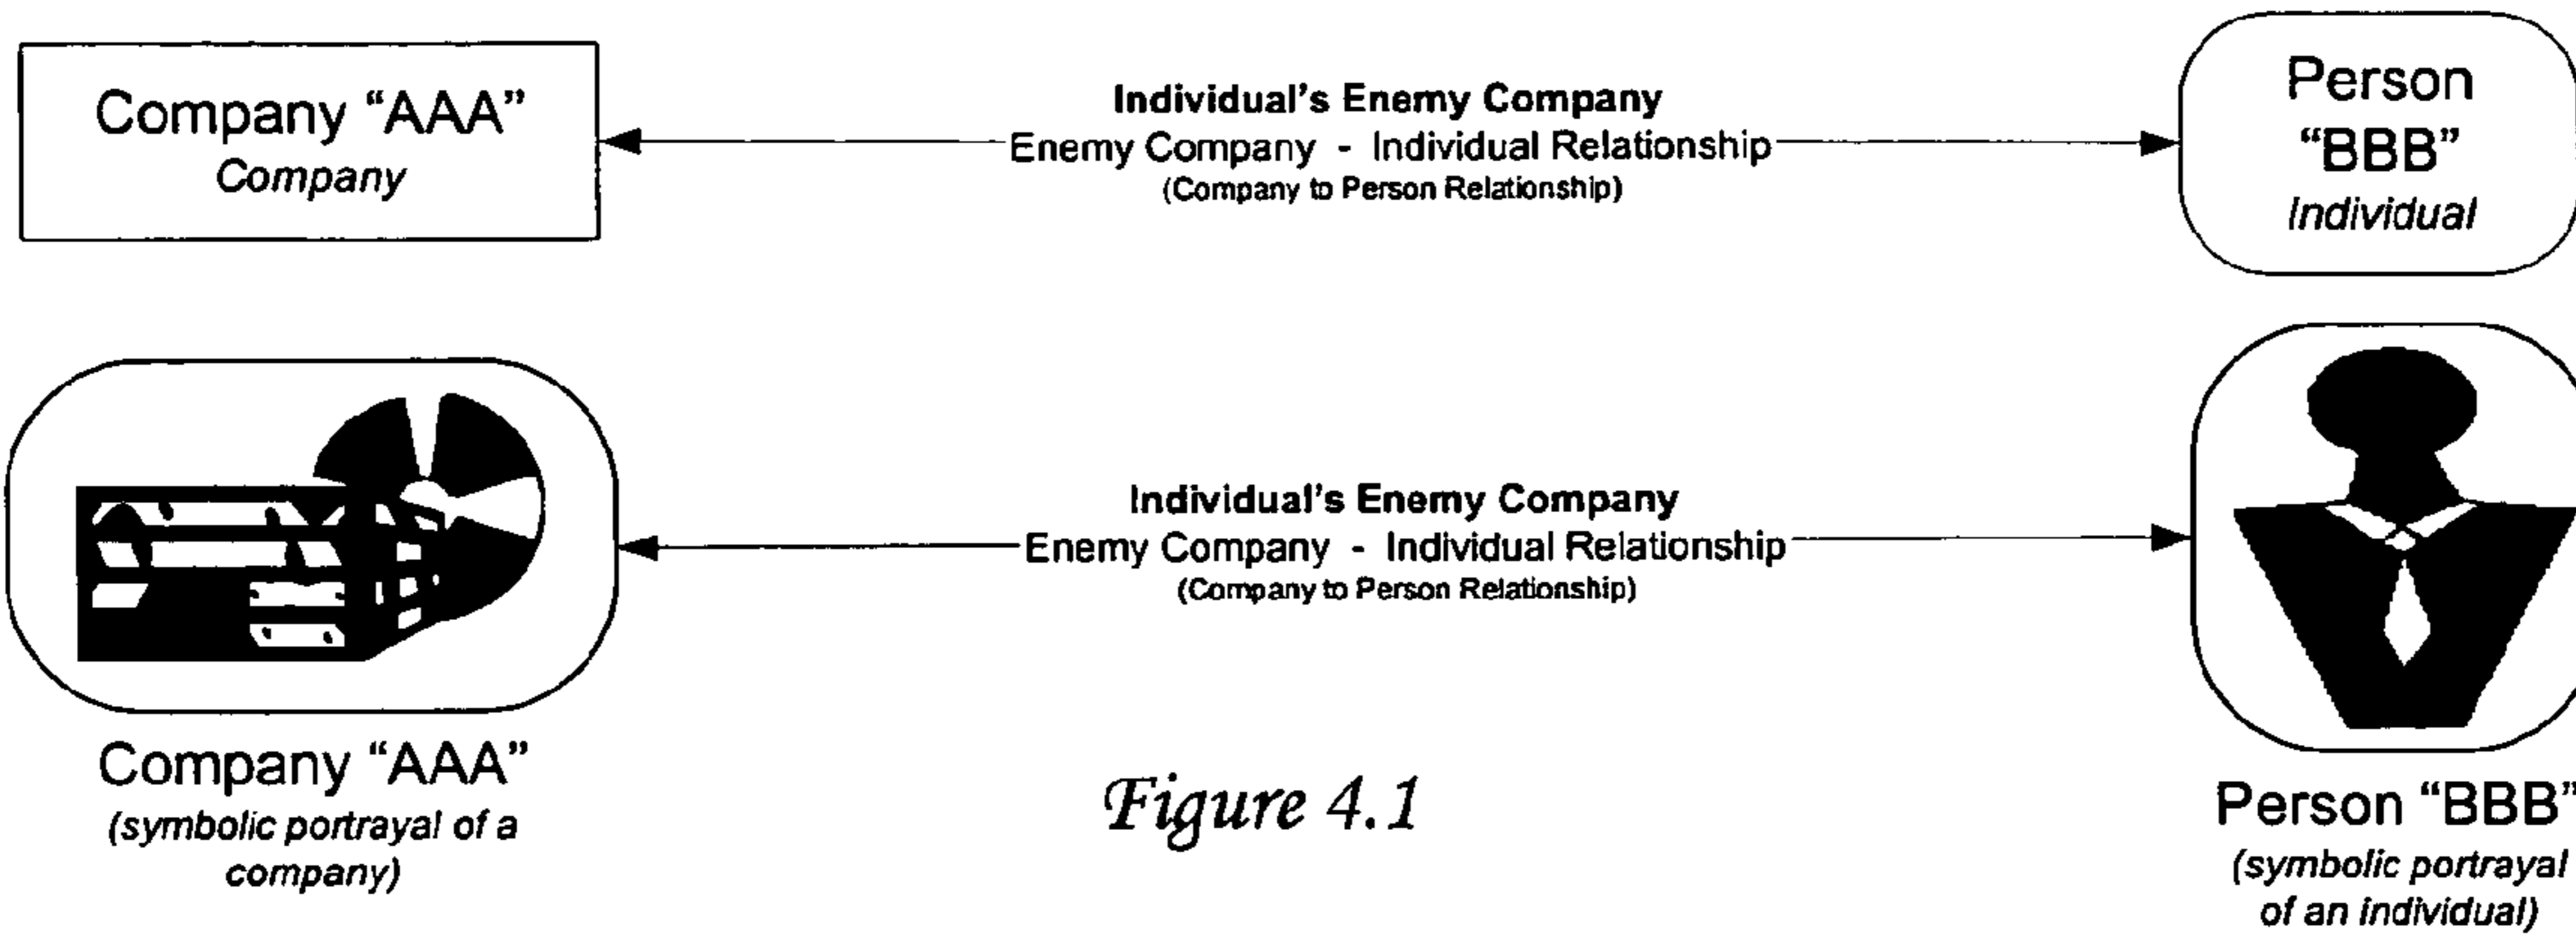 Company “AAA”
Company
Individual's Enemy Company
Enemy Company - Individual Relationship
(Company to Person Relationship)
Person
“BBB”
Individual
Individual's Enemy Company
Enemy Company - Individual Relationship
(Company to Person Relationship)
Company “AAA”
(symbolic portrayal of a
company)
Figure 4.1
Person “BBB”
(symbolic portrayal
of an individual)